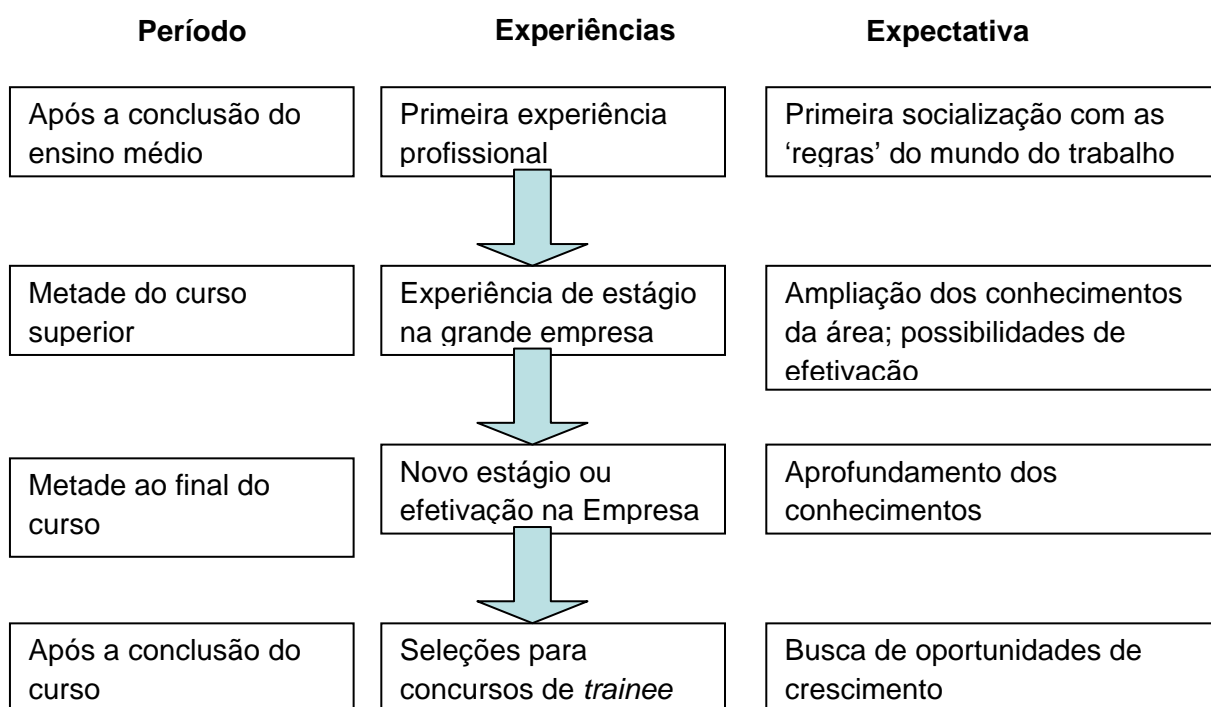 Período
Experiências
Expectativa
Após a conclusão do
ensino médio
Primeira experiência
profissional
Primeira socialização com as
‘regras’ do mundo do trabalho
Metade do curso
superior
Experiência de estágio
na grande empresa
Ampliação dos conhecimentos
da área; possibilidades de
efetivação
Metade ao final do
curso
Novo estágio ou
efetivação na Empresa
Aprofundamento dos
conhecimentos
Após a conclusão do
curso
Seleções para
concursos de trainee
Busca de oportunidades de
crescimento